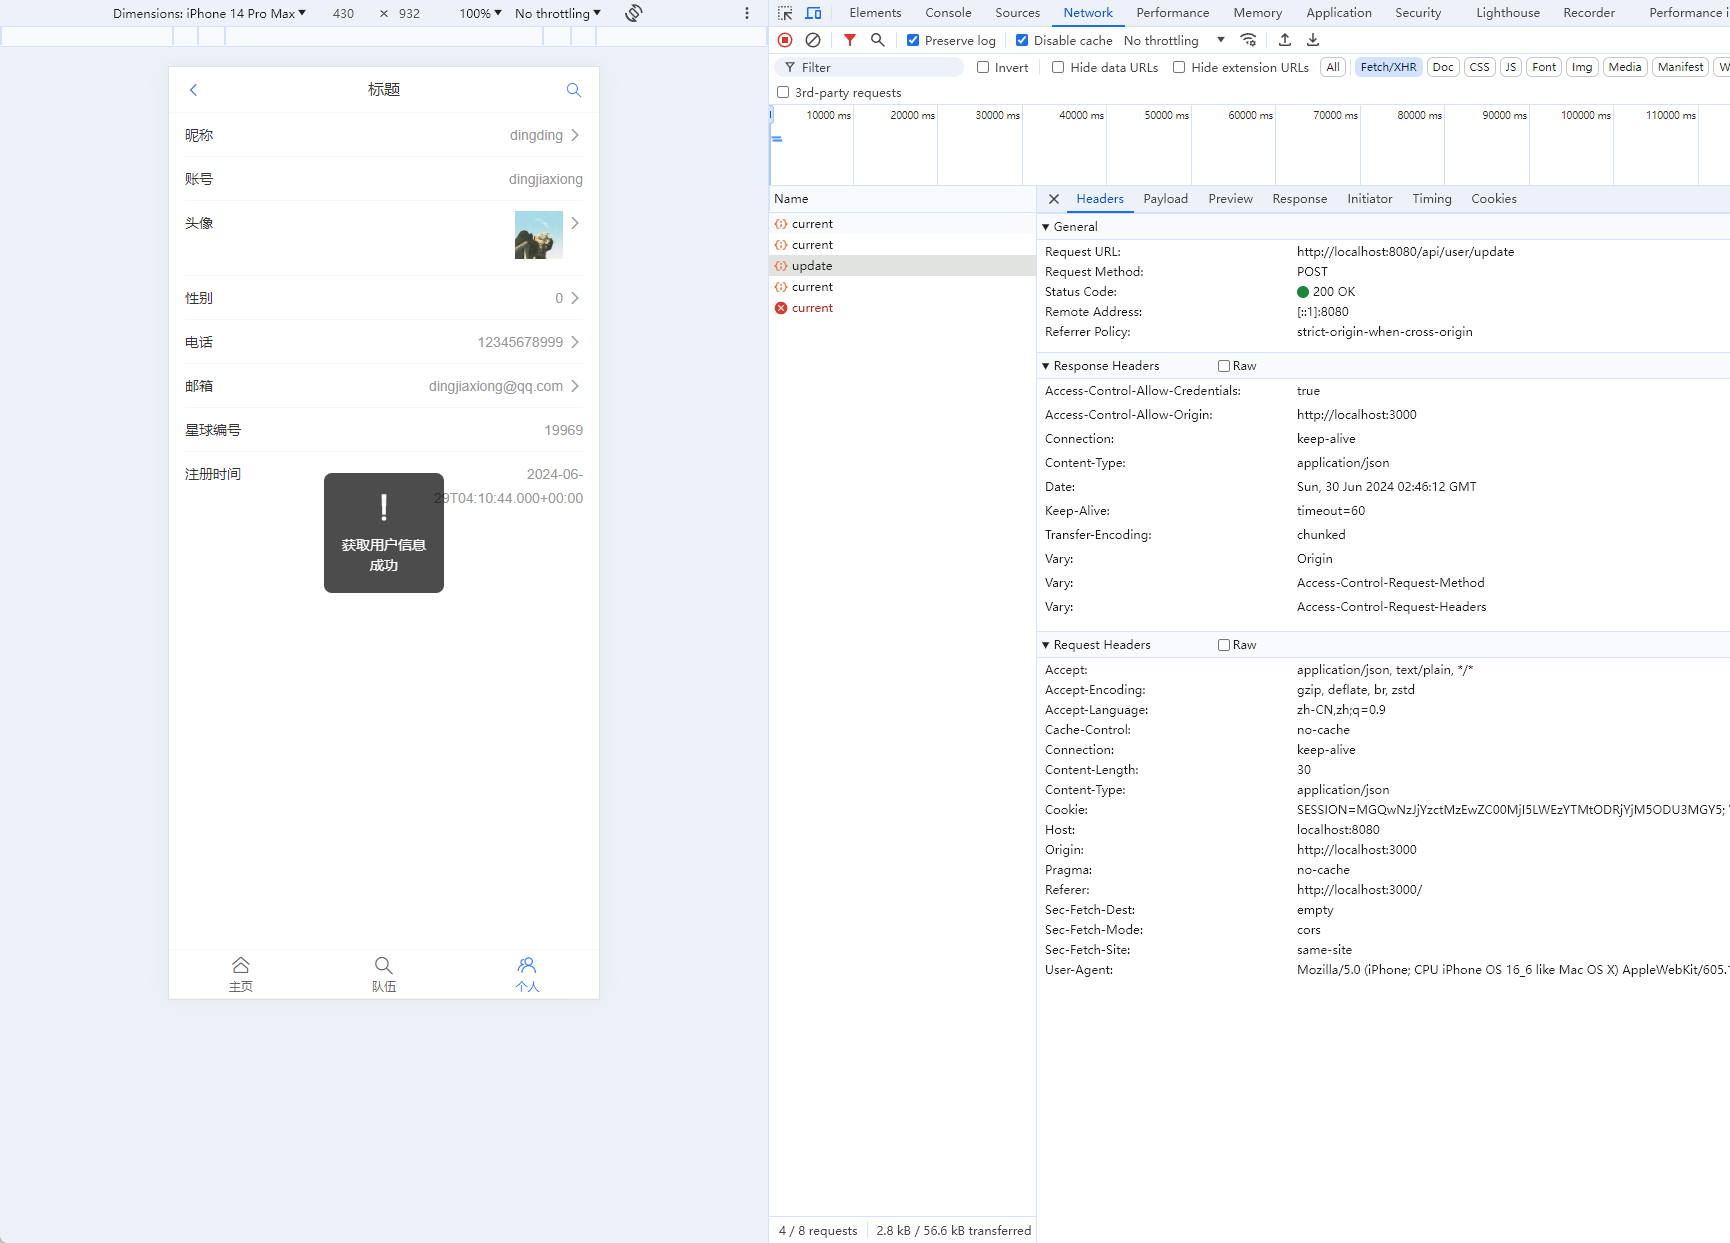 Dimensions: iPhone 14 Pro Max ▼ 430 × 932 100% ▼ No throttling ▼
标题
昵称 dingding
账号 dingjiaxiong
头像
性别 0
电话 12345678999
邮箱 dingjiaxiong@qq.com
星球编号 19969
注册时间 2024-06-
29T04:10:44.000+00:00
获取用户信息
成功
主页 队伍 个人
Elements Console Sources Network Performance Memory Application Security Lighthouse Recorder Performance i
Preserve log Disable cache No throttling ▼
Filter Invert Hide data URLs Hide extension URLs All Fetch/XHR Doc CSS JS Font Img Media Manifest W
3rd-party requests
10000 ms 20000 ms 30000 ms 40000 ms 50000 ms 60000 ms 70000 ms 80000 ms 90000 ms 100000 ms 110000 ms
Name
current
current
update
current
current
4 / 8 requests 2.8 kB / 56.6 kB transferred
Headers Payload Preview Response Initiator Timing Cookies
▼ General
Request URL: http://localhost:8080/api/user/update
Request Method: POST
Status Code: 200 OK
Remote Address: [::1]:8080
Referrer Policy: strict-origin-when-cross-origin
▼ Response Headers Raw
Access-Control-Allow-Credentials: true
Access-Control-Allow-Origin: http://localhost:3000
Connection: keep-alive
Content-Type: application/json
Date: Sun, 30 Jun 2024 02:46:12 GMT
Keep-Alive: timeout=60
Transfer-Encoding: chunked
Vary: Origin
Vary: Access-Control-Request-Method
Vary: Access-Control-Request-Headers
▼ Request Headers Raw
Accept: application/json, text/plain, */*
Accept-Encoding: gzip, deflate, br, zstd
Accept-Language: zh-CN,zh;q=0.9
Cache-Control: no-cache
Connection: keep-alive
Content-Length: 30
Content-Type: application/json
Cookie: SESSION=MGQwNzJjYzctMzEwZC00MjI5LWEzYTMtODRjYjM5ODU3MGY5;
Host: localhost:8080
Origin: http://localhost:3000
Pragma: no-cache
Referer: http://localhost:3000/
Sec-Fetch-Dest: empty
Sec-Fetch-Mode: cors
Sec-Fetch-Site: same-site
User-Agent: Mozilla/5.0 (iPhone; CPU iPhone OS 16_6 like Mac OS X) AppleWebKit/605.1